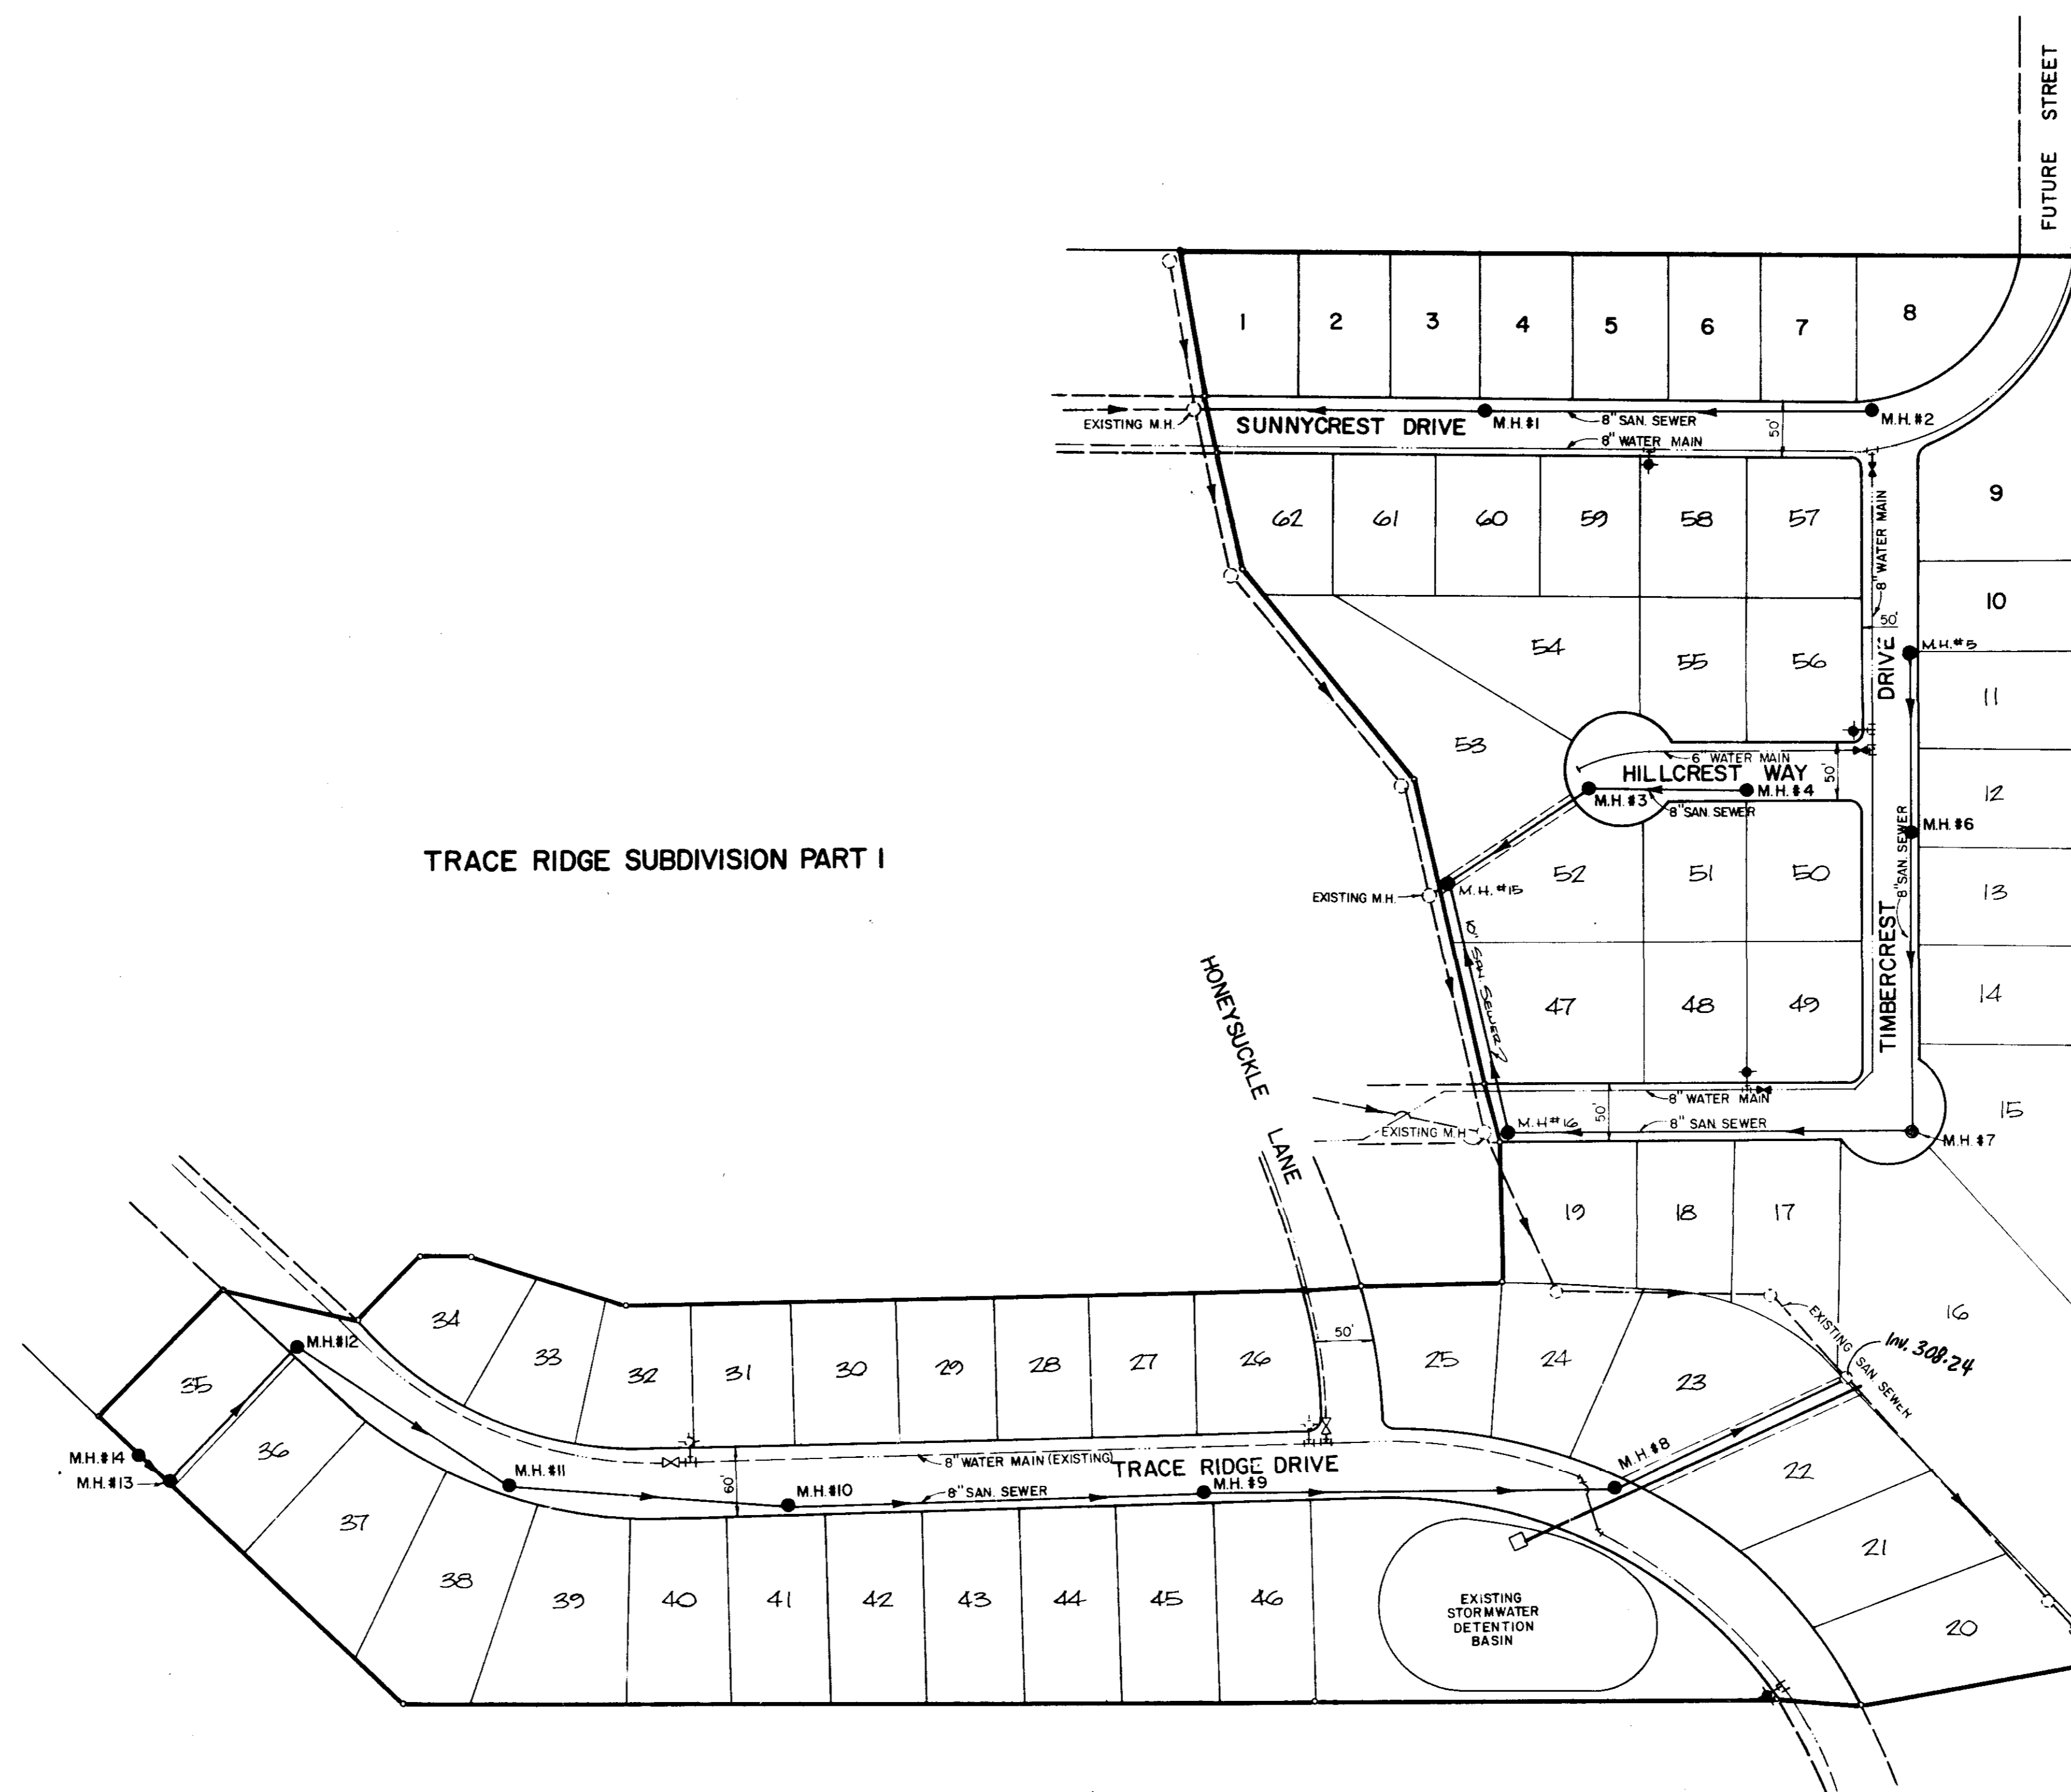 FUTURE STREET
1
2
3
4
5
6
7
8
EXISTING M.H.
SUNNYCREST DRIVE
M.H. #1
8" SAN. SEWER
8" WATER MAIN
50'
M.H. #2
62
61
60
59
58
57
8" WATER MAIN
9
10
50'
54
55
56
DRIVE
M.H. #5
11
53
6" WATER MAIN
HILLCREST WAY
50'
M.H. #3
M.H. #4
8" SAN. SEWER
12
M.H. #6
TRACE RIDGE SUBDIVISION PART I
52
51
50
8" SAN. SEWER
EXISTING M.H.
M.H. #15
13
TIMBERCREST
HONEYSUCKLE LANE
SAN. SEWER
47
48
49
14
8" WATER MAIN
50'
15
EXISTING M.H.
M.H #16
8" SAN. SEWER
M.H. #7
19
18
17
16
34
33
32
31
30
29
28
27
26
50'
25
24
23
EXISTING SAN. SEWER
Inv. 308.24
M.H. #12
35
36
M.H. #14
M.H. #13
M.H. #11
8" WATER MAIN (EXISTING)
TRACE RIDGE DRIVE
60'
M.H. #10
8" SAN. SEWER
M.H. #9
M.H. #8
22
37
38
39
40
41
42
43
44
45
46
EXISTING
STORMWATER
DETENTION
BASIN
21
20